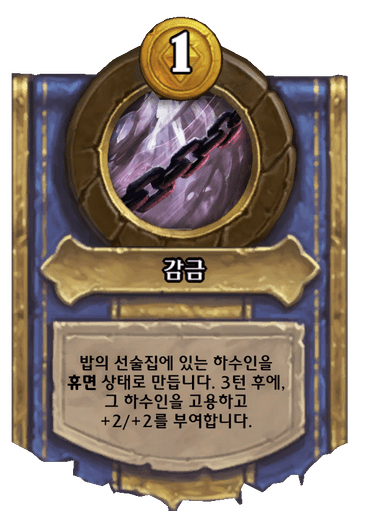 1
감금
밥의 선술집에 있는 하수인을
휴면 상태로 만듭니다. 3턴 후에,
그 하수인을 고용하고
+2/+2를 부여합니다.